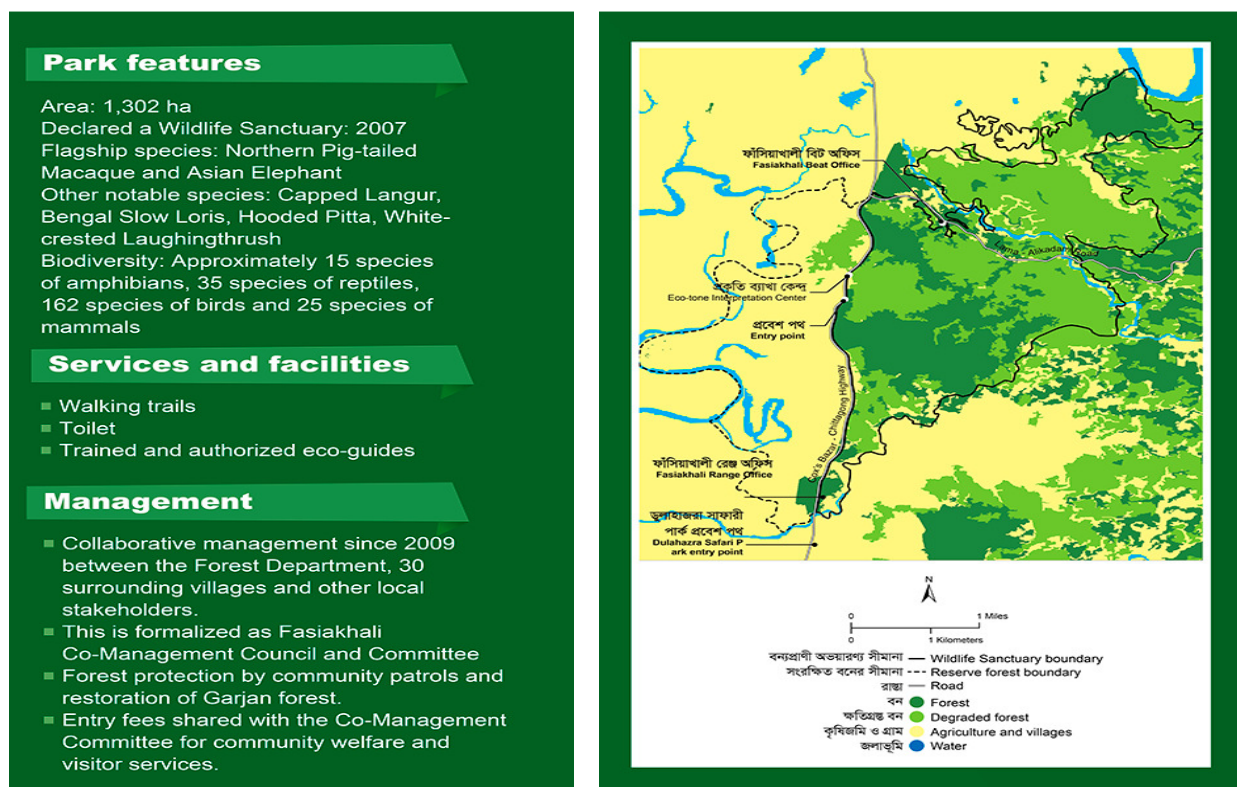 Park features
Area: 1,302 ha
Declared a Wildlife Sanctuary: 2007
Flagship species: Northern Pig-tailed
Macaque and Asian Elephant
Other notable species: Capped Langur,
Bengal Slow Loris, Hooded Pitta, White-
crested Laughingthrush
Biodiversity: Approximately 15 species
of amphibians, 35 species of reptiles,
162 species of birds and 25 species of
mammals
Services and facilities
Walking trails
Toilet
Trained and authorized eco-guides
Management
Collaborative management since 2009
between the Forest Department, 30
surrounding villages and other local
stakeholders.
This is formalized as Fasiakhali
Co-Management Council and Committee
Forest protection by community patrols and
restoration of Garjan forest.
Entry fees shared with the Co-Management
Committee for community welfare and
visitor services.
ফাঁসিয়াখালী বিট অফিস
Fasiakhali Beat Office
Lama - Alikadam Road
প্রকৃতি ব্যাখা কেন্দ্র
Eco-tone Interpretation Center
প্রবেশ পথ
Entry point
Cox's Bazar - Chittagong Highway
ফাঁসিয়াখালী রেঞ্জ অফিস
Fasiakhali Range Office
ডুলাহাজরা সাফারী
পার্ক প্রবেশ পথ
Dulahazra Safari P
ark entry point
N
0 1 Miles
0 1 Kilometers
বন্যপ্রাণী অভয়ারণ্য সীমানা Wildlife Sanctuary boundary
সংরক্ষিত বনের সীমানা Reserve forest boundary
রাস্তা Road
বন Forest
ক্ষতিগ্রস্ত বন Degraded forest
কৃষিজমি ও গ্রাম Agriculture and villages
জলাভূমি Water